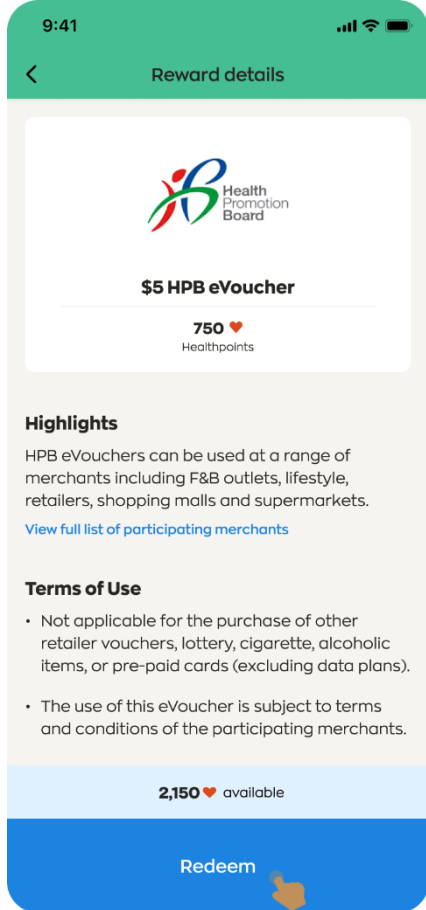 9:41
Reward details
Health
Promotion
Board
$5 HPB eVoucher
750
Healthpoints
Highlights
HPB eVouchers can be used at a range of
merchants including F&B outlets, lifestyle,
retailers, shopping malls and supermarkets.
View full list of participating merchants
Terms of Use
• Not applicable for the purchase of other
retailer vouchers, lottery, cigarette, alcoholic
items, or pre-paid cards (excluding data plans).
• The use of this eVoucher is subject to terms
and conditions of the participating merchants.
2,150 available
Redeem